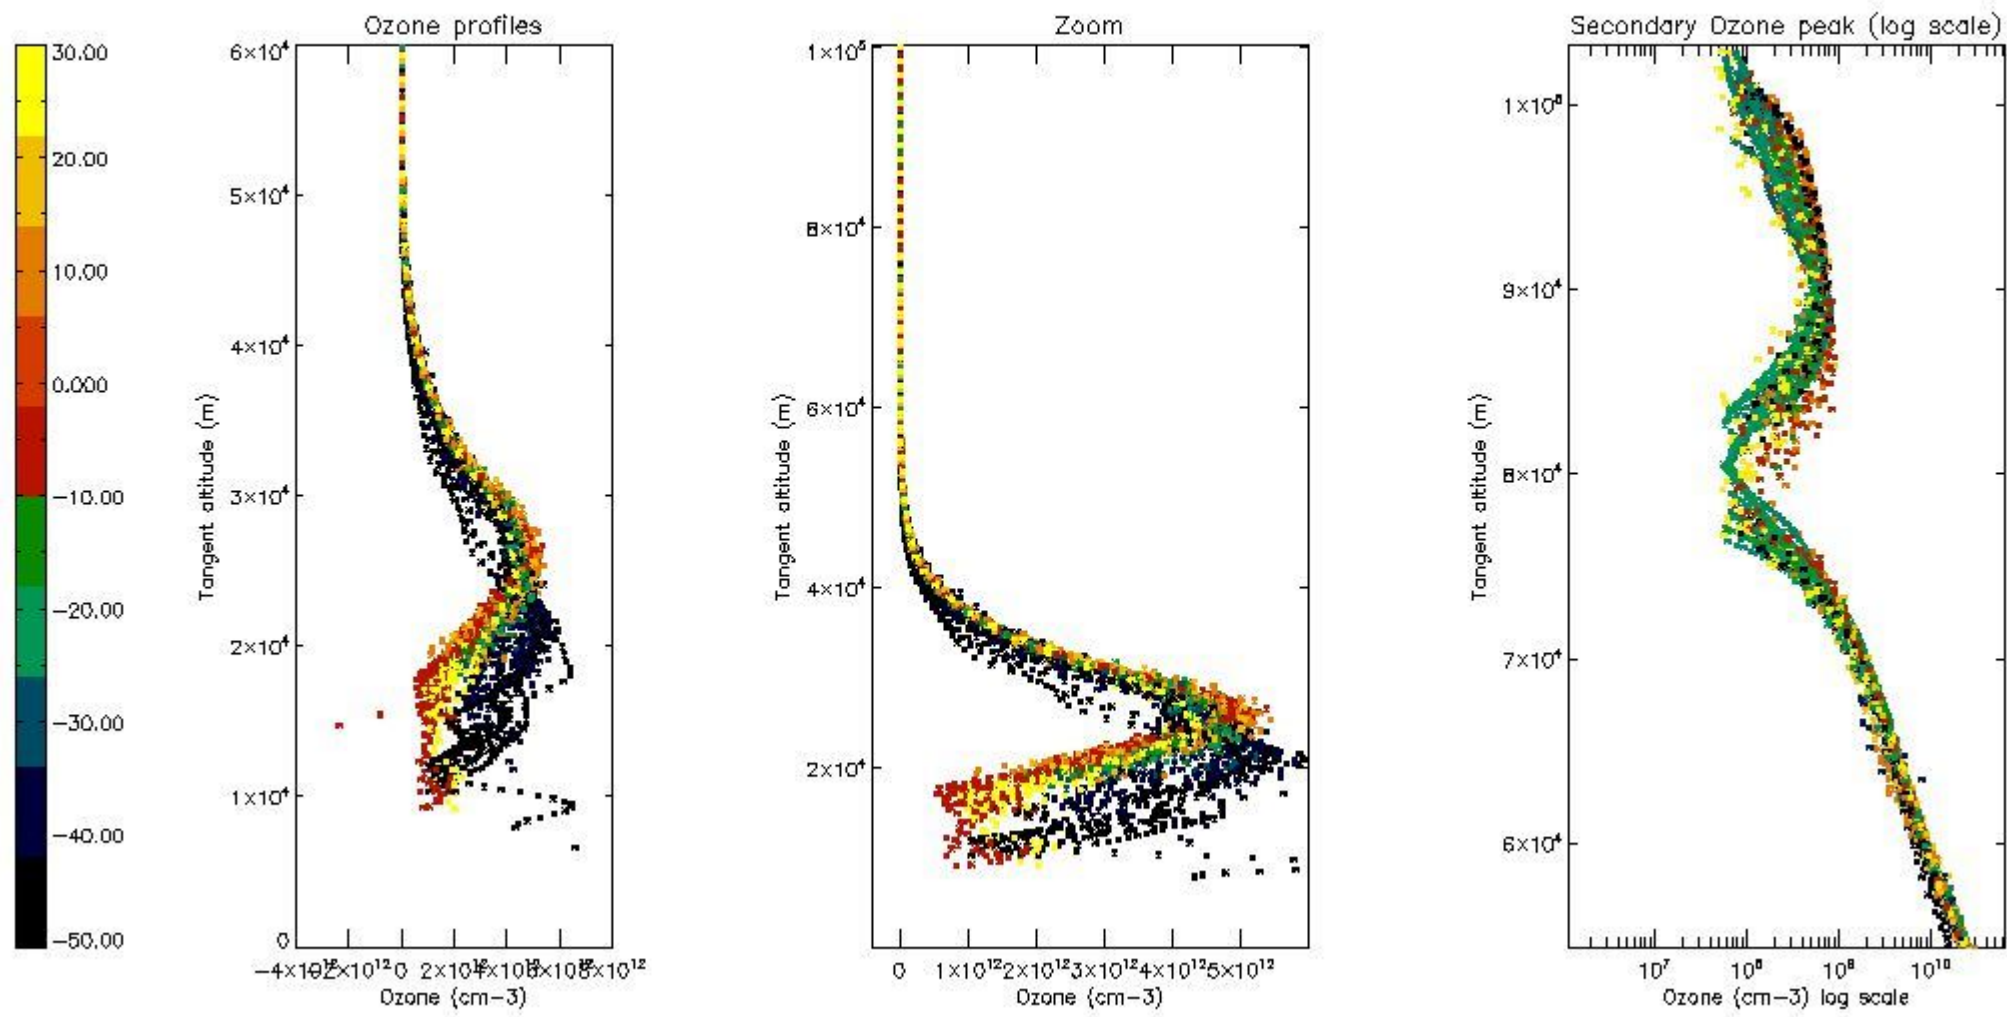 Ozone profiles
Zoom
Secondary Ozone peak (log scale)
30.00
20.00
10.00
0.000
-10.00
-20.00
-30.00
-40.00
-50.00
6×10⁴
5×10⁴
4×10⁴
3×10⁴
2×10⁴
1×10⁴
0
Tangent altitude (m)
0
Ozone (cm-3)
1×10⁵
8×10⁴
6×10⁴
4×10⁴
2×10⁴
Tangent altitude (m)
0 1×10¹² 2×10¹² 3×10¹² 4×10¹² 5×10¹²
Ozone (cm-3)
9×10⁴
8×10⁴
7×10⁴
6×10⁴
Tangent altitude (m)
10⁷ 10⁸ 10⁹ 10¹⁰
Ozone (cm-3) log scale